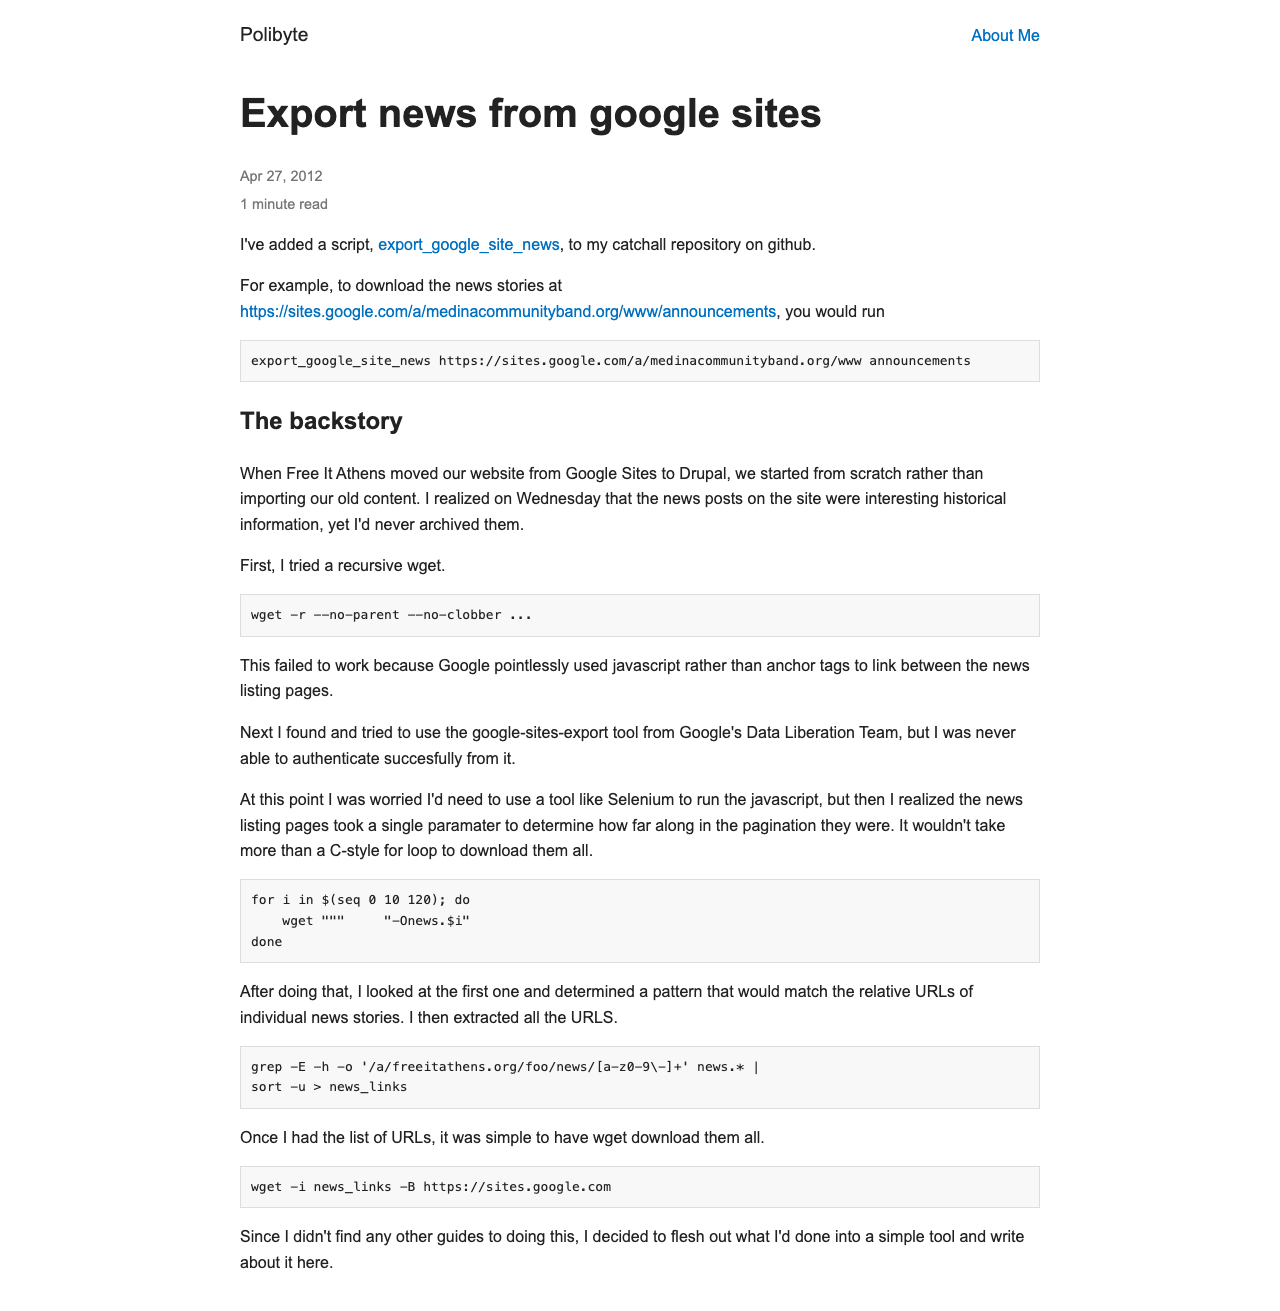 Polibyte
About Me
Export news from google sites
Apr 27, 2012
1 minute read
I've added a script, export_google_site_news, to my catchall repository on github.
For example, to download the news stories at
https://sites.google.com/a/medinacommunityband.org/www/announcements, you would run
export_google_site_news https://sites.google.com/a/medinacommunityband.org/www announcements
The backstory
When Free It Athens moved our website from Google Sites to Drupal, we started from scratch rather than
importing our old content. I realized on Wednesday that the news posts on the site were interesting historical
information, yet I'd never archived them.
First, I tried a recursive wget.
wget -r --no-parent --no-clobber ...
This failed to work because Google pointlessly used javascript rather than anchor tags to link between the news
listing pages.
Next I found and tried to use the google-sites-export tool from Google's Data Liberation Team, but I was never
able to authenticate succesfully from it.
At this point I was worried I'd need to use a tool like Selenium to run the javascript, but then I realized the news
listing pages took a single paramater to determine how far along in the pagination they were. It wouldn't take
more than a C-style for loop to download them all.
for i in $(seq 0 10 120); do
    wget """     "-Onews.$i"
done
After doing that, I looked at the first one and determined a pattern that would match the relative URLs of
individual news stories. I then extracted all the URLS.
grep -E -h -o '/a/freeitathens.org/foo/news/[a-z0-9\-]+' news.* |
sort -u > news_links
Once I had the list of URLs, it was simple to have wget download them all.
wget -i news_links -B https://sites.google.com
Since I didn't find any other guides to doing this, I decided to flesh out what I'd done into a simple tool and write
about it here.